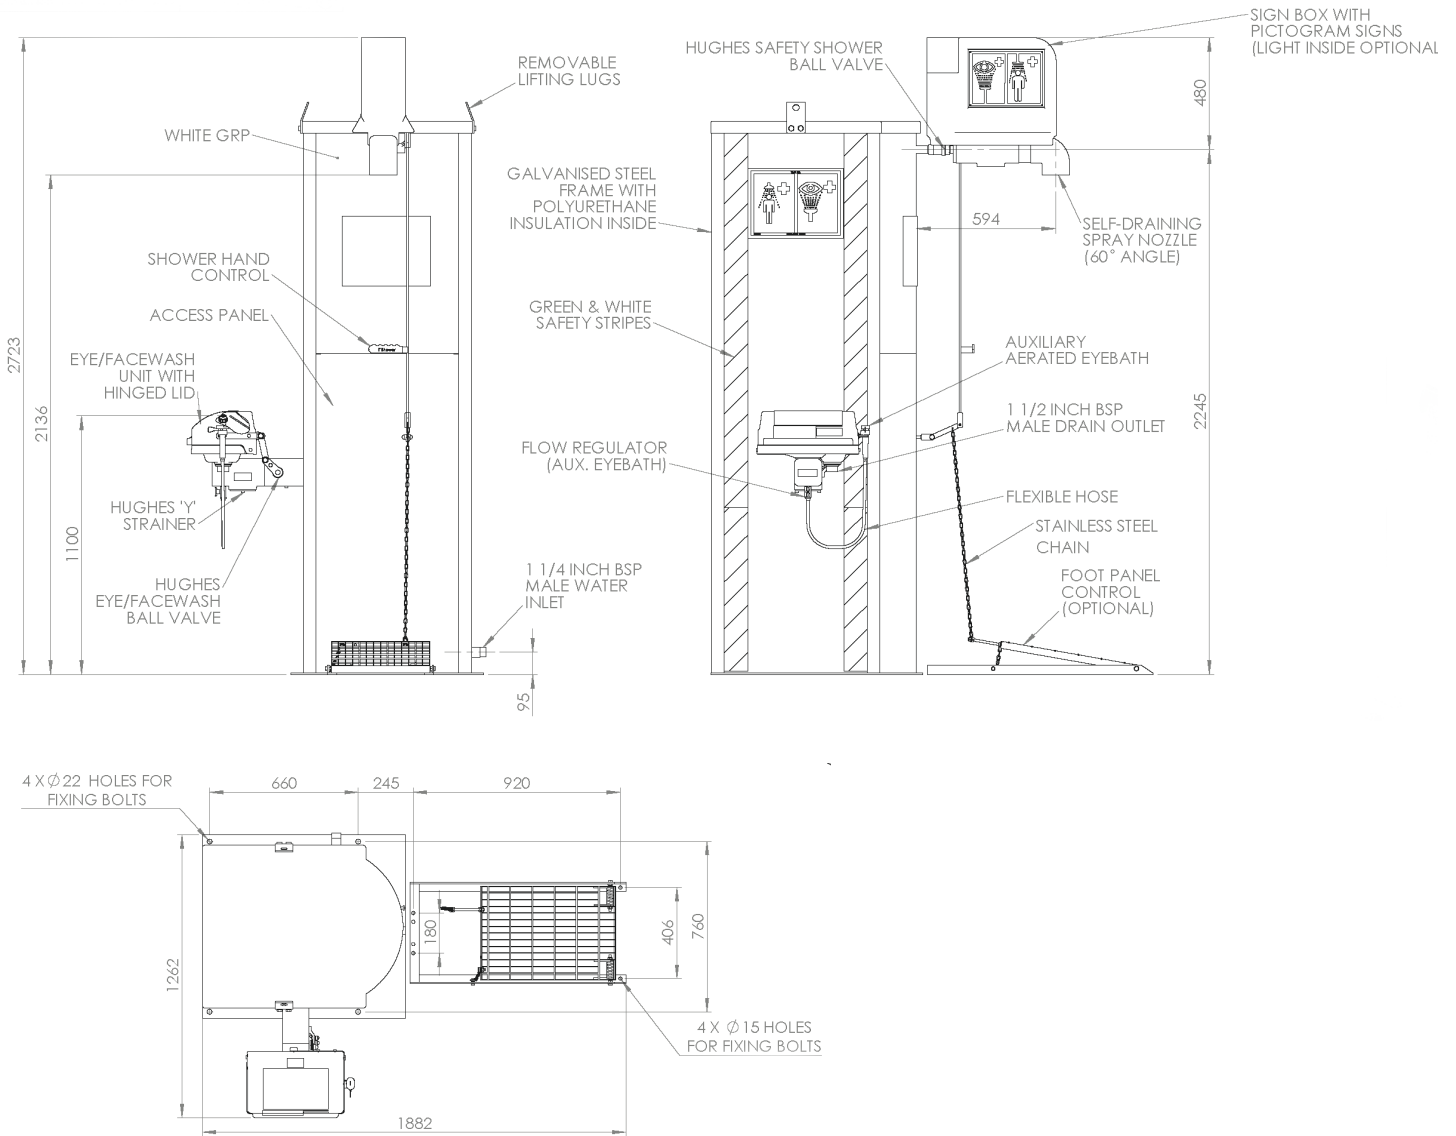 SIGN BOX WITH
PICTOGRAM SIGNS
(LIGHT INSIDE OPTIONAL
HUGHES SAFETY SHOWER
BALL VALVE
REMOVABLE
LIFTING LUGS
480
WHITE GRP
GALVANISED STEEL
FRAME WITH
POLYURETHANE
INSULATION INSIDE
594
SELF-DRAINING
SPRAY NOZZLE
(60° ANGLE)
SHOWER HAND
CONTROL
ACCESS PANEL
GREEN & WHITE
SAFETY STRIPES
2723
EYE/FACEWASH
UNIT WITH
HINGED LID
AUXILIARY
AERATED EYEBATH
2136
2245
1 1/2 INCH BSP
MALE DRAIN OUTLET
FLOW REGULATOR
(AUX. EYEBATH)
HUGHES 'Y'
STRAINER
FLEXIBLE HOSE
1100
STAINLESS STEEL
CHAIN
HUGHES
EYE/FACEWASH
BALL VALVE
1 1/4 INCH BSP
MALE WATER
INLET
FOOT PANEL
CONTROL
(OPTIONAL)
95
4 X Ø 22 HOLES FOR
FIXING BOLTS
660
245
920
180
406
760
1262
4 X Ø 15 HOLES
FOR FIXING BOLTS
1882